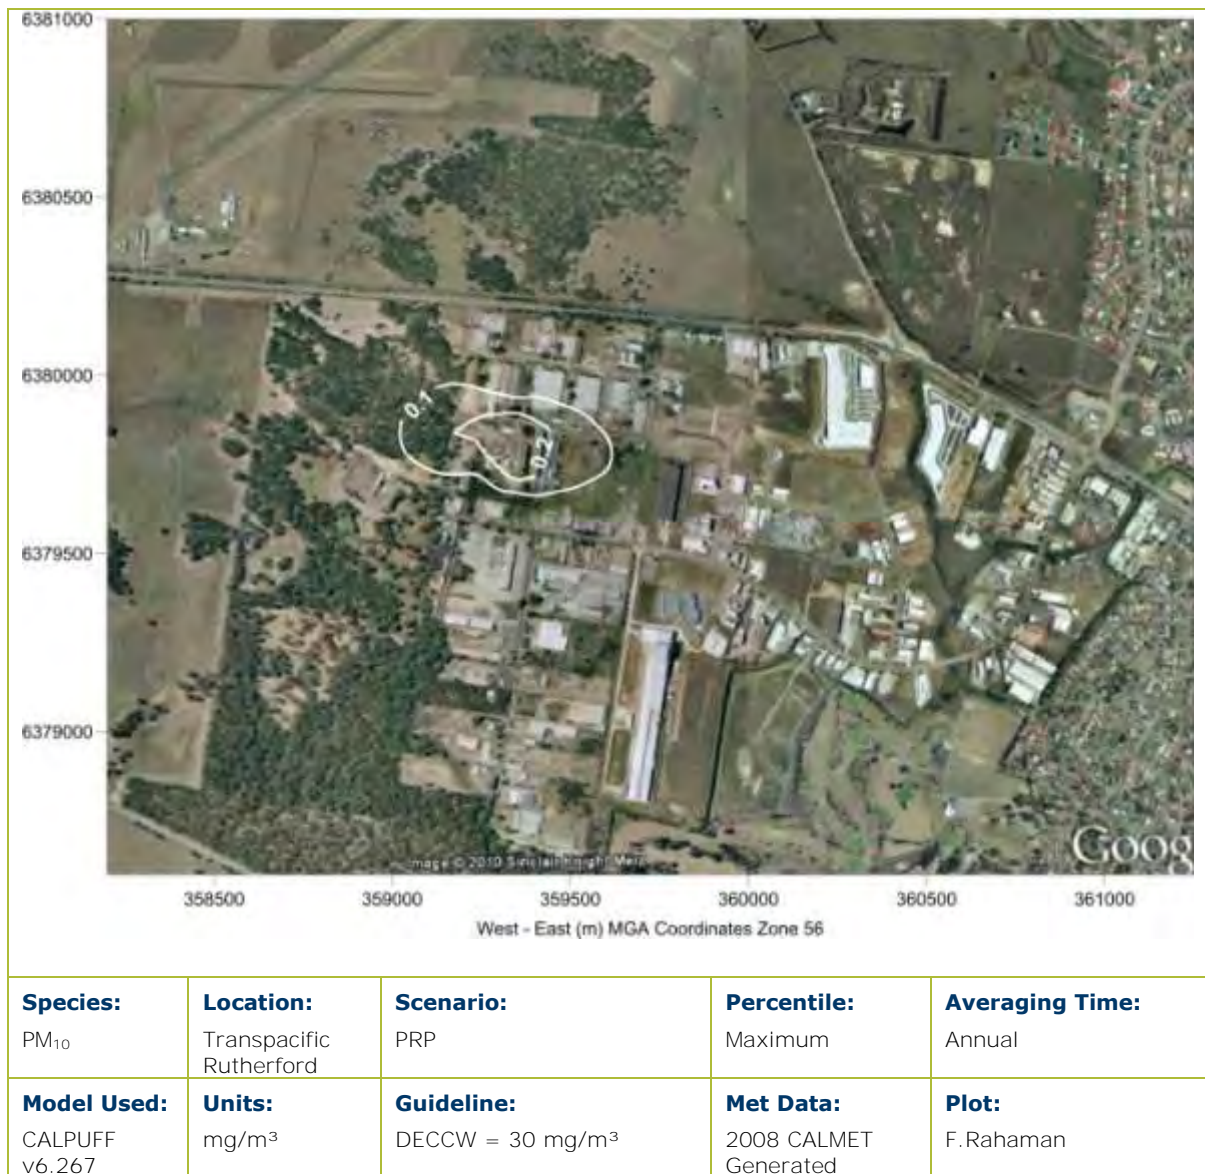 6381000
6380500
6380000
6379500
6379000
0.1
0.2
Image © 2010 Sinclair Knight Merz
Goog
358500 359000 359500 360000 360500 361000
West - East (m) MGA Coordinates Zone 56
Species: Location: Scenario: Percentile: Averaging Time:
PM₁₀ Transpacific Rutherford PRP Maximum Annual
Model Used: Units: Guideline: Met Data: Plot:
CALPUFF v6.267 mg/m³ DECCW = 30 mg/m³ 2008 CALMET Generated F.Rahaman